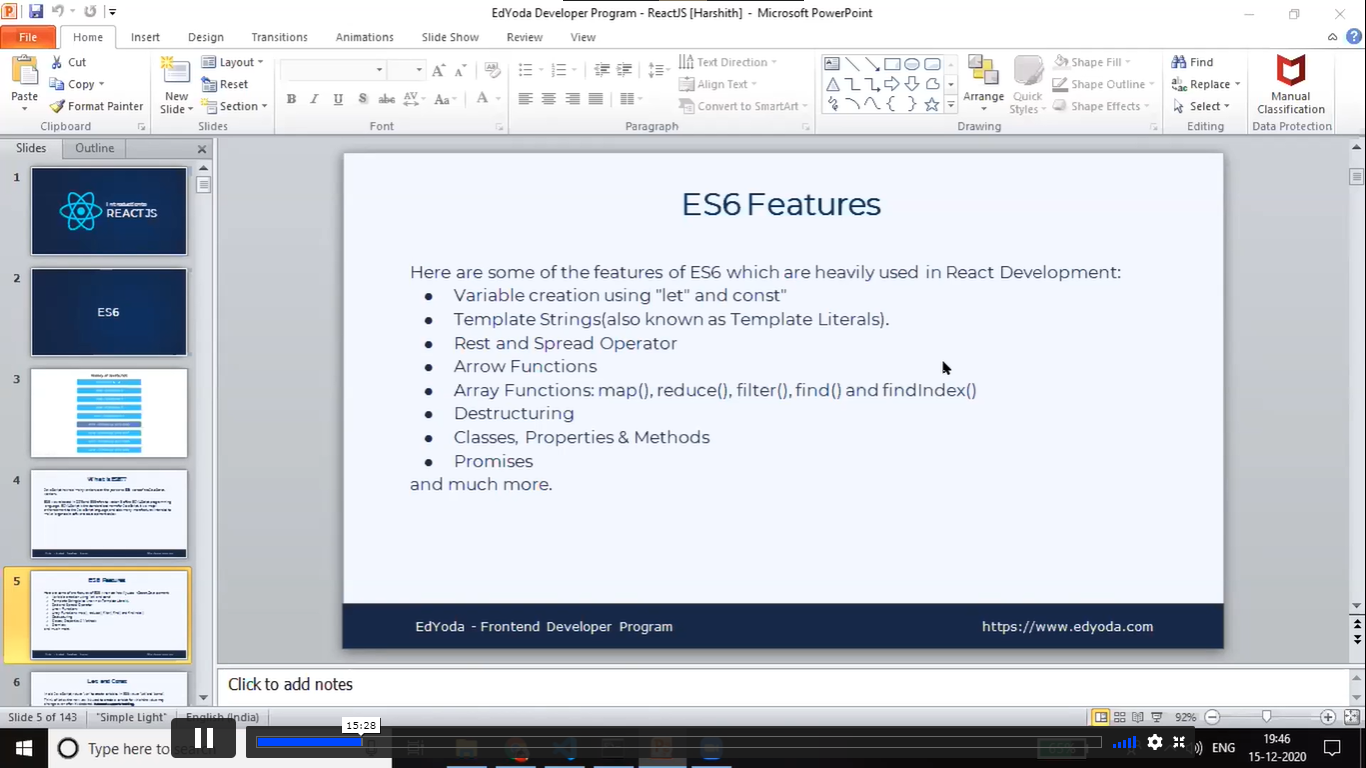 EdYoda Developer Program - ReactJS [Harshith] - Microsoft PowerPoint
File Home Insert Design Transitions Animations Slide Show Review View
Paste
Cut
Copy
Format Painter
Clipboard
New
Slide
Layout
Reset
Section
Slides
B I U S abc AV Aa A
Font
Text Direction
Align Text
Convert to SmartArt
Paragraph
Arrange
Quick
Styles
Shape Fill
Shape Outline
Shape Effects
Drawing
Find
Replace
Select
Editing
Manual
Classification
Data Protection
Slides Outline
1
Introduction to
REACTJS
2
ES6
3
4
What is ES6?
5
ES6 Features
6
Let and Const
ES6 Features
Here are some of the features of ES6 which are heavily used in React Development:
● Variable creation using "let" and const"
● Template Strings(also known as Template Literals).
● Rest and Spread Operator
● Arrow Functions
● Array Functions: map(), reduce(), filter(), find() and findIndex()
● Destructuring
● Classes, Properties & Methods
● Promises
and much more.
EdYoda - Frontend Developer Program https://www.edyoda.com
Click to add notes
Slide 5 of 143 "Simple Light" English (India) 92%
15:28
Type here to search
65%
ENG
19:46
15-12-2020